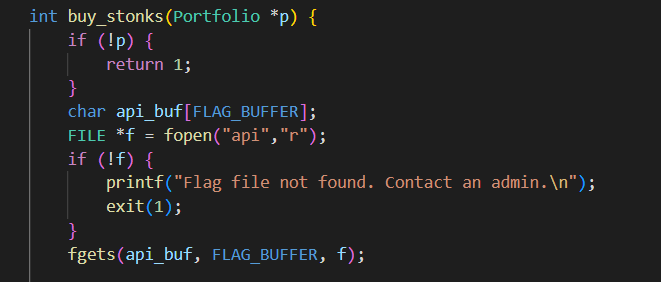 int buy_stonks(Portfolio *p) {
    if (!p) {
        return 1;
    }
    char api_buf[FLAG_BUFFER];
    FILE *f = fopen("api","r");
    if (!f) {
        printf("Flag file not found. Contact an admin.\n");
        exit(1);
    }
    fgets(api_buf, FLAG_BUFFER, f);